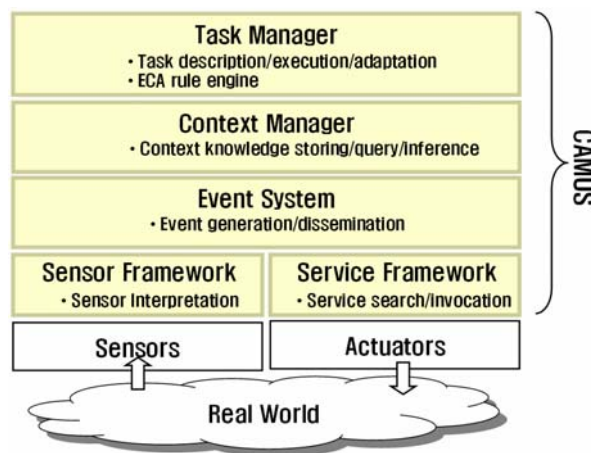 Task Manager
• Task description/execution/adaptation
• ECA rule engine
Context Manager
• Context knowledge storing/query/inference
Event System
• Event generation/dissemination
Sensor Framework
• Sensor Interpretation
Service Framework
• Service search/invocation
Sensors
Actuators
Real World
CAMUS